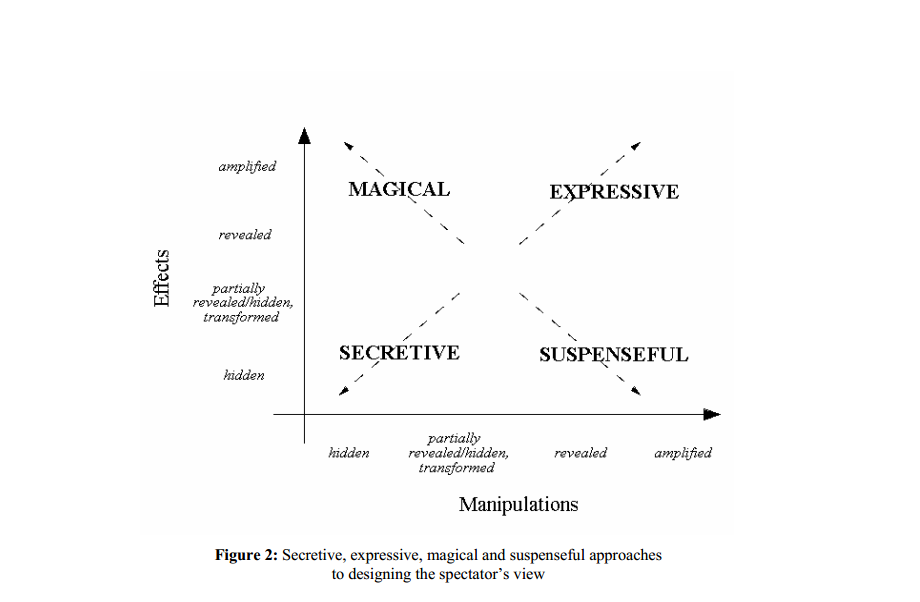 amplified
MAGICAL
EXPRESSIVE
revealed
Effects
partially
revealed/hidden,
transformed
SECRETIVE
SUSPENSEFUL
hidden
hidden
partially
revealed/hidden,
transformed
revealed
amplified
Manipulations
Figure 2: Secretive, expressive, magical and suspenseful approaches
to designing the spectator's view